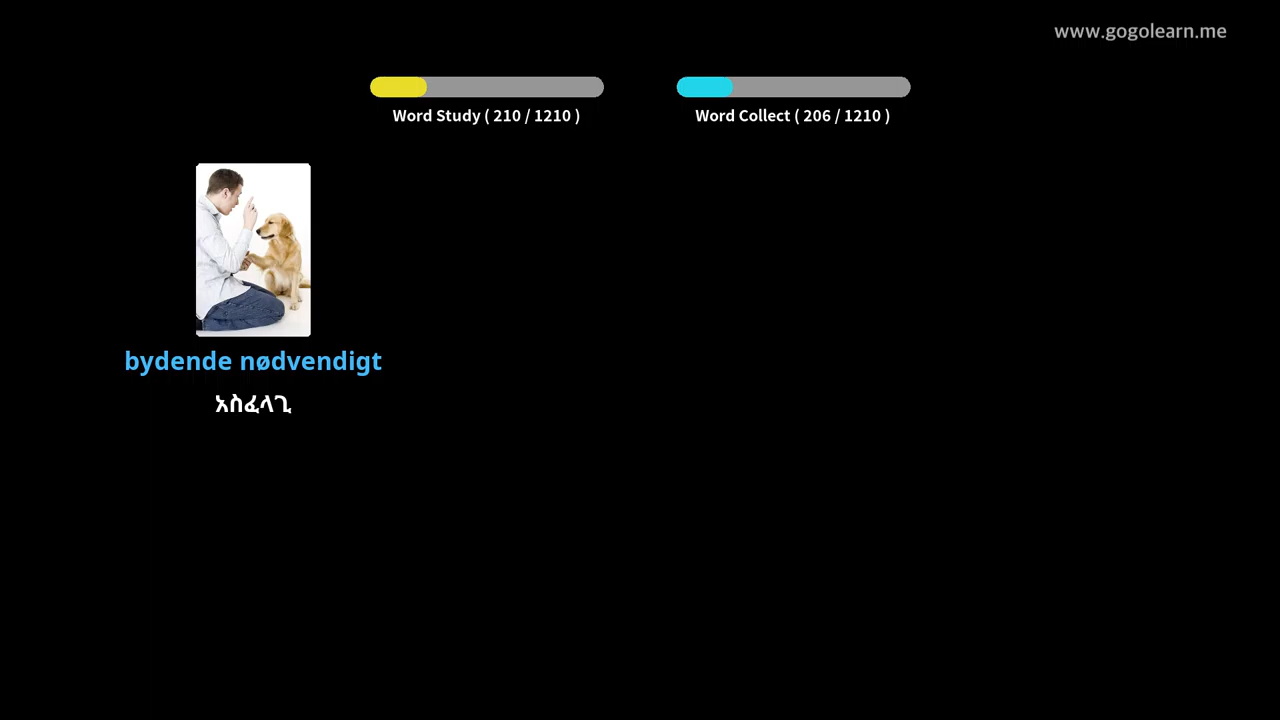 www.gogolearn.me
Word Study ( 210 / 1210 )
Word Collect ( 206 / 1210 )
bydende nødvendigt
አስፈላጊ